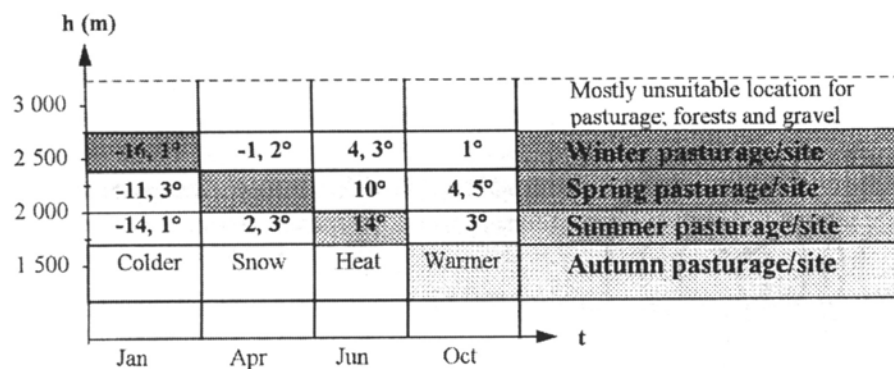 h (m)
Mostly unsuitable location for
3 000
pasturage; forests and gravel
-16, 1° -1, 2° 4, 3° 1° Winter pasturage/site
2 500
-11, 3° 10° 4, 5° Spring pasturage/site
2 000
-14, 1° 2, 3° 14° 3° Summer pasturage/site
1 500 Colder Snow Heat Warmer Autumn pasturage/site
t
Jan Apr Jun Oct